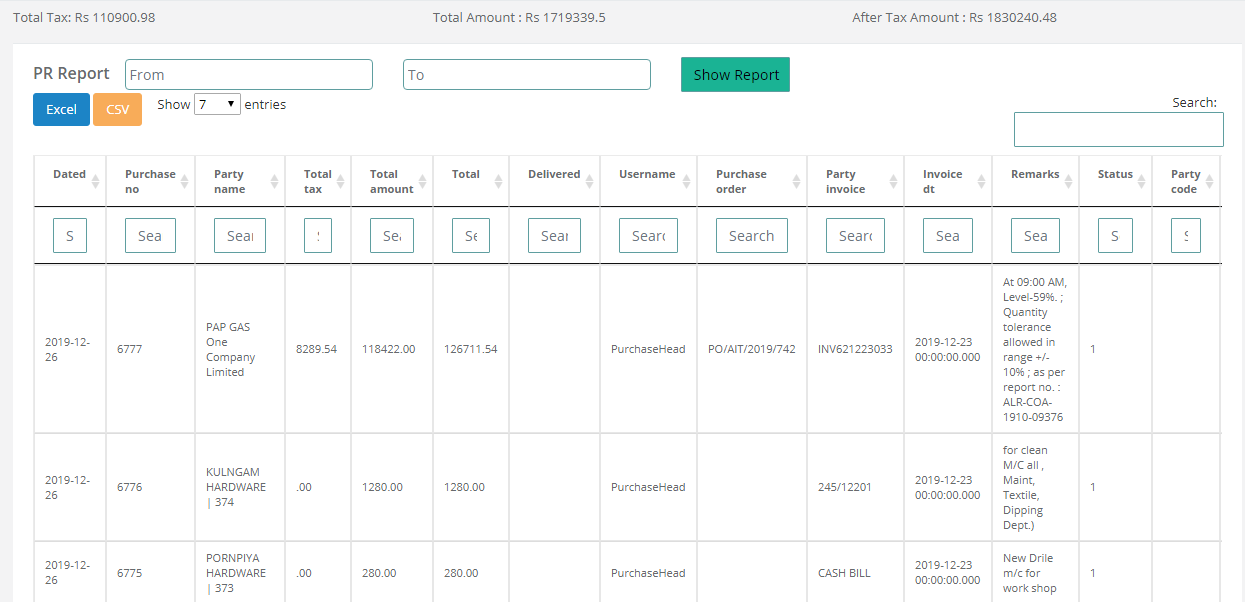 Total Tax: Rs 110900.98 Total Amount : Rs 1719339.5 After Tax Amount : Rs 1830240.48
PR Report From To Show Report
Excel CSV Show 7 entries
Search:
Dated Purchase no Party name Total tax Total amount Total Delivered Username Purchase order Party invoice Invoice dt Remarks Status Party code
S Sea Sear S Sea Se Sear Searc Search Searc Sea Sea S S
2019-12-26 6777 PAP GAS One Company Limited 8289.54 118422.00 126711.54 PurchaseHead PO/AIT/2019/742 INV621223033 2019-12-23 00:00:00.000 At 09:00 AM, Level-59%. ; Quantity tolerance allowed in range +/- 10% ; as per report no. : ALR-COA-1910-09376 1
2019-12-26 6776 KULNGAM HARDWARE | 374 .00 1280.00 1280.00 PurchaseHead 245/12201 2019-12-23 00:00:00.000 for clean M/C all , Maint, Textile, Dipping Dept.) 1
2019-12-26 6775 PORNPIYA HARDWARE | 373 .00 280.00 280.00 PurchaseHead CASH BILL 2019-12-23 00:00:00.000 New Drile m/c for work shop 1